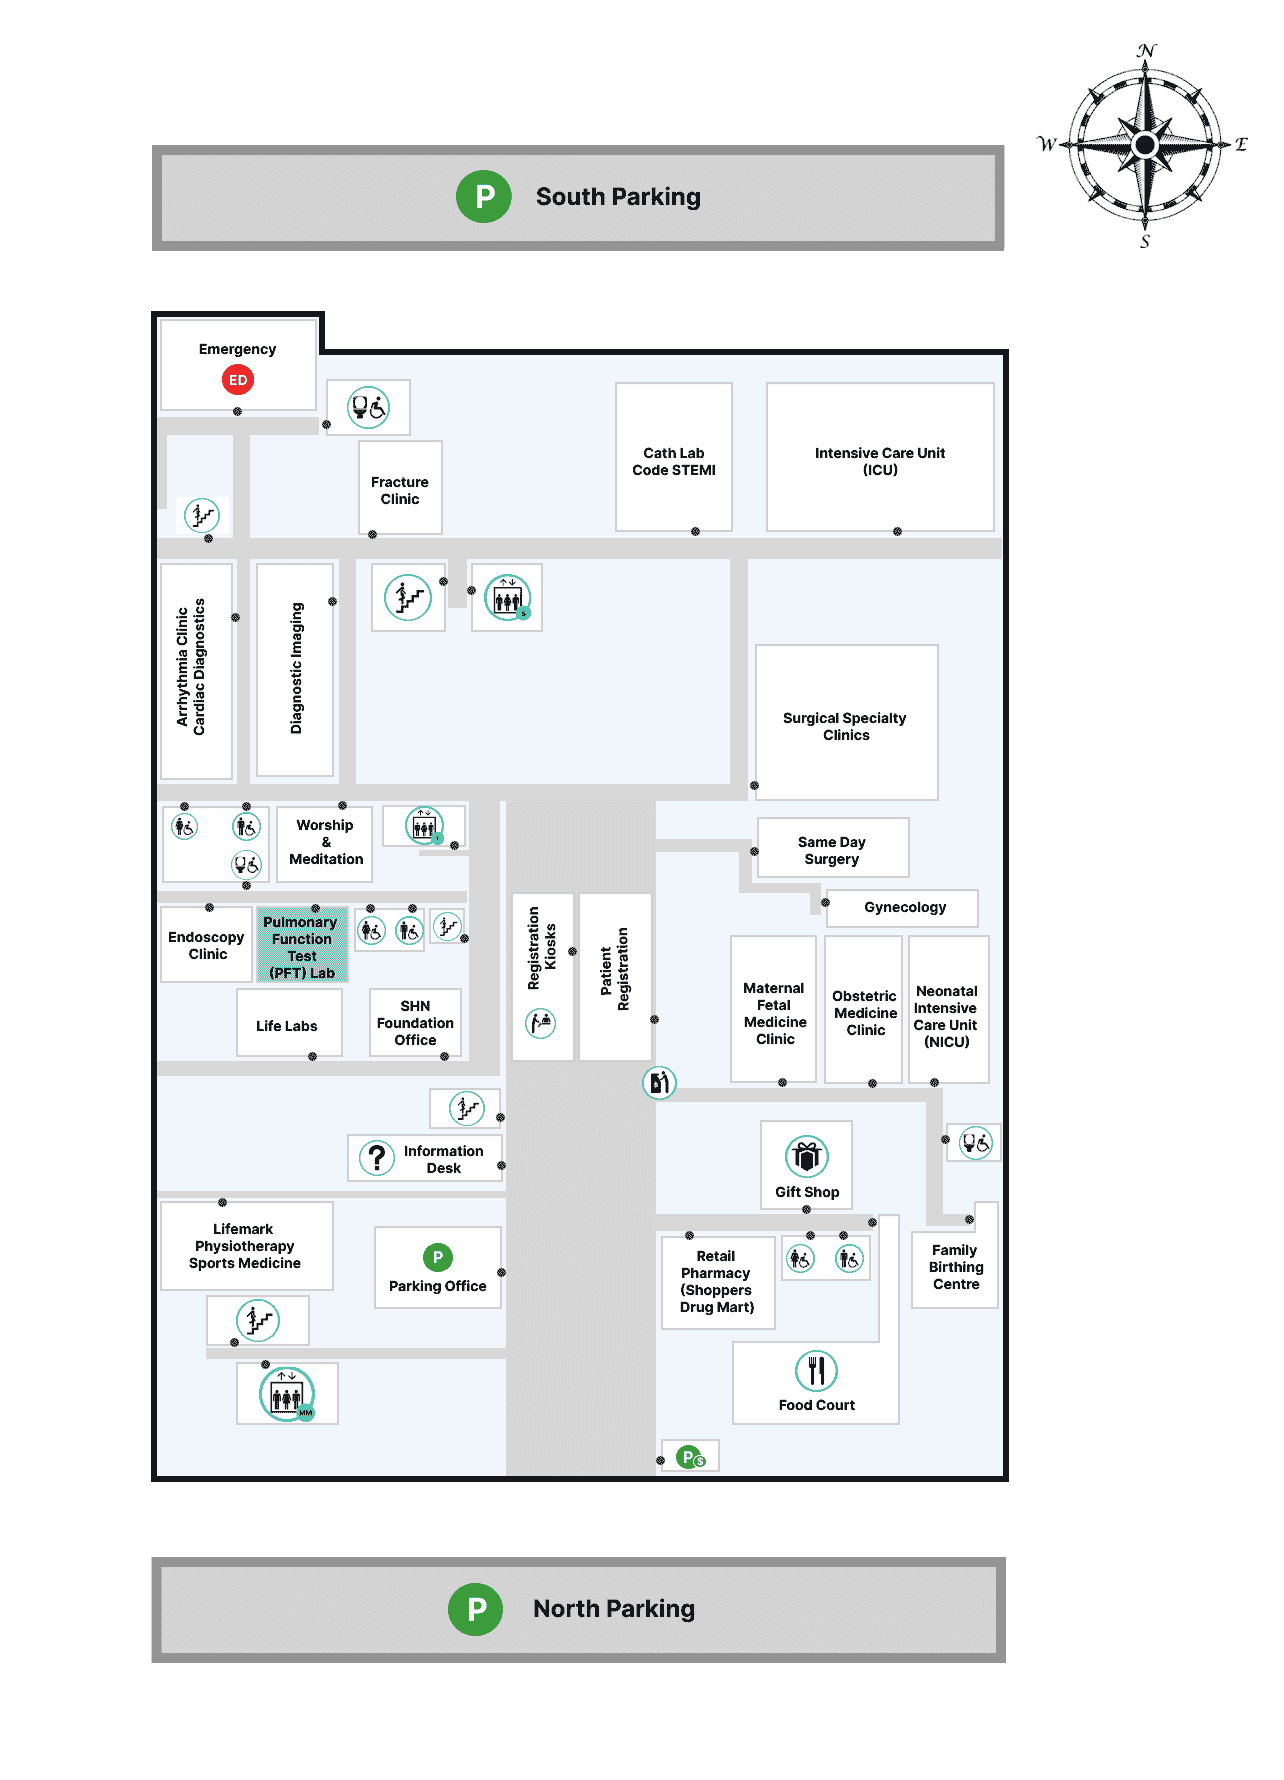 N
W
E
S
P
South Parking
Emergency
ED
Cath Lab
Code STEMI
Intensive Care Unit
(ICU)
Fracture
Clinic
S
Arrhythmia Clinic
Cardiac Diagnostics
Diagnostic Imaging
Surgical Specialty
Clinics
Worship
&
Meditation
Same Day
Surgery
Gynecology
Endoscopy
Clinic
Pulmonary
Function
Test
(PFT) Lab
Registration
Kiosks
Patient
Registration
Maternal
Fetal
Medicine
Clinic
Obstetric
Medicine
Clinic
Neonatal
Intensive
Care Unit
(NICU)
Life Labs
SHN
Foundation
Office
?
Information
Desk
Gift Shop
Lifemark
Physiotherapy
Sports Medicine
P
Parking Office
Retail
Pharmacy
(Shoppers
Drug Mart)
Family
Birthing
Centre
MM
Food Court
P
$
P
North Parking